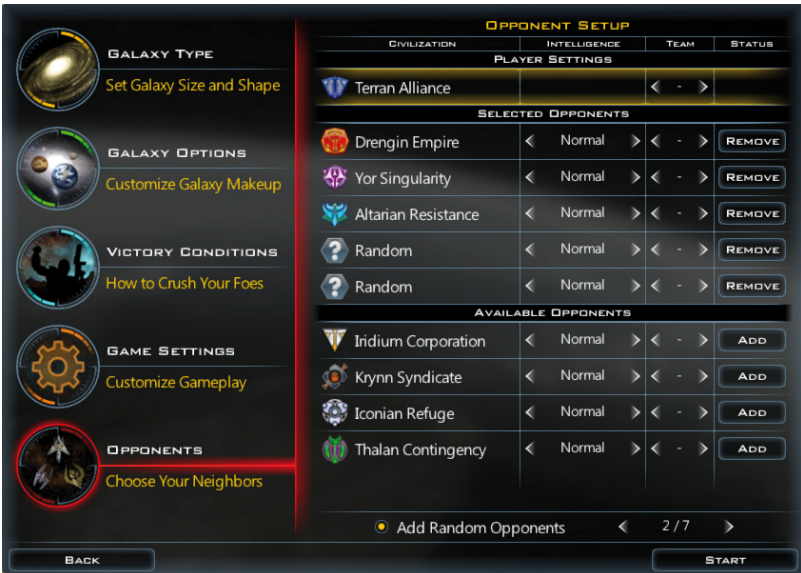 Galaxy Type
Set Galaxy Size and Shape
Galaxy Options
Customize Galaxy Makeup
Victory Conditions
How to Crush Your Foes
Game Settings
Customize Gameplay
Opponents
Choose Your Neighbors
Opponent Setup
Civilization Intelligence Team Status
Player Settings
Terran Alliance -
Selected Opponents
Drengin Empire Normal - Remove
Yor Singularity Normal - Remove
Altarian Resistance Normal - Remove
? Random Normal - Remove
? Random Normal - Remove
Available Opponents
Iridium Corporation Normal - Add
Krynn Syndicate Normal - Add
Iconian Refuge Normal - Add
Thalan Contingency Normal - Add
Add Random Opponents 2 / 7
Back Start